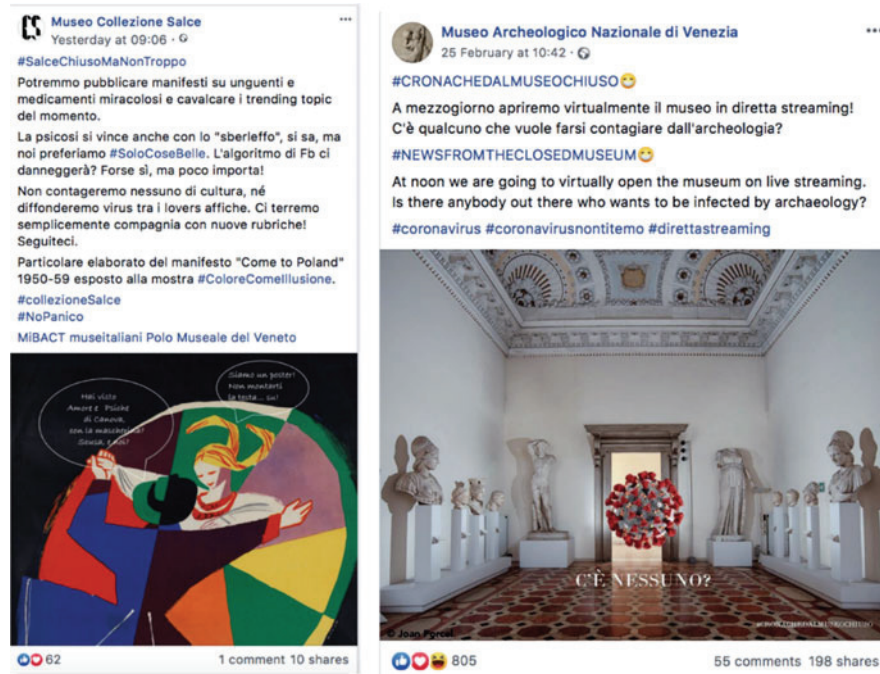 Museo Collezione Salce
Yesterday at 09:06 ·
#SalceChiusoMaNonTroppo
Potremmo pubblicare manifesti su unguenti e
medicamenti miracolosi e cavalcare i trending topic
del momento.
La psicosi si vince anche con lo "sberleffo", si sa, ma
noi preferiamo #SoloCoseBelle. L'algoritmo di Fb ci
danneggerà? Forse sì, ma poco importa!
Non contageremo nessuno di cultura, né
diffonderemo virus tra i lovers affiche. Ci terremo
semplicemente compagnia con nuove rubriche!
Seguiteci.
Particolare elaborato del manifesto "Come to Poland"
1950-59 esposto alla mostra #ColoreComeIllusione.
#collezioneSalce
#NoPanico
MiBACT museitaliani Polo Museale del Veneto
Hai visto
Amore e Psiche
di Canova,
con la mascherina?
Scusa, e noi?
Siamo un poster!
Non montarti
la testa... su!
62
1 comment 10 shares
Museo Archeologico Nazionale di Venezia
25 February at 10:42 ·
#CRONACHEDALMUSEOCHIUSO
A mezzogiorno apriremo virtualmente il museo in diretta streaming!
C'è qualcuno che vuole farsi contagiare dall'archeologia?
#NEWSFROMTHECLOSEDMUSEUM
At noon we are going to virtually open the museum on live streaming.
Is there anybody out there who wants to be infected by archaeology?
#coronavirus #coronavirusnontitemo #direttastreaming
C'È NESSUNO?
© Joan Porcel
#CRONACHEDALMUSEOCHIUSO
805
55 comments 198 shares